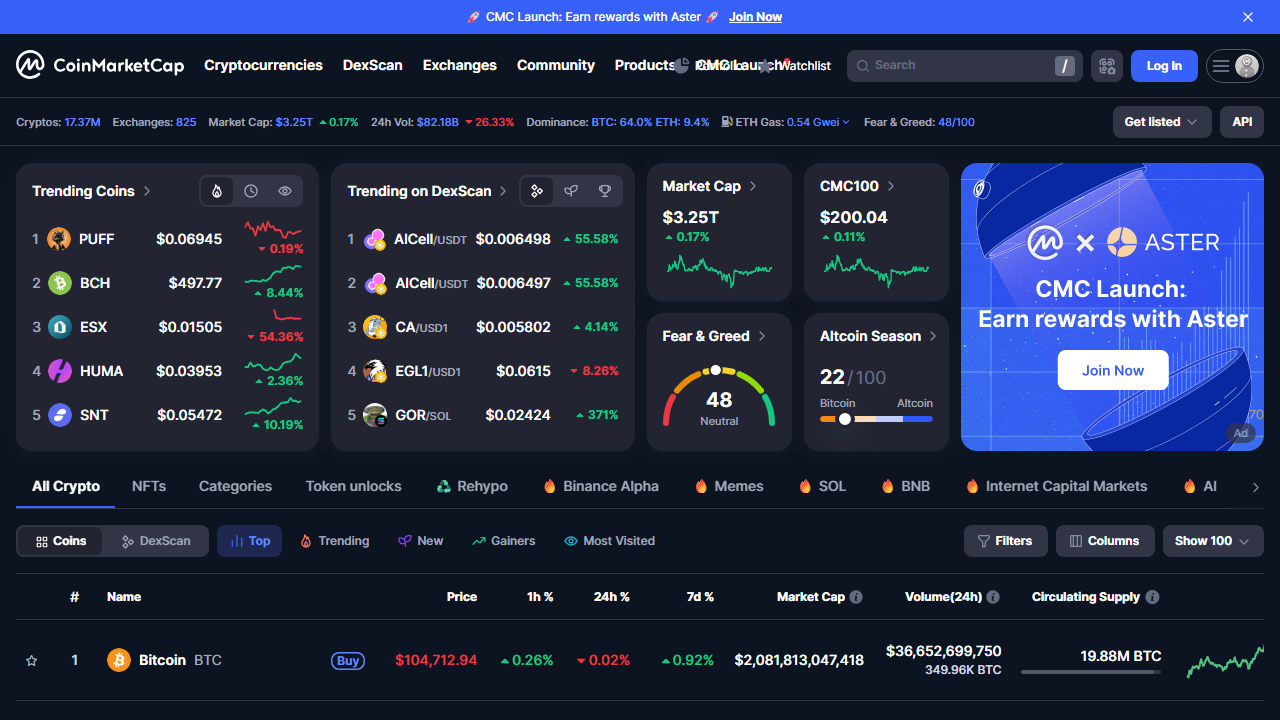 🚀 CMC Launch: Earn rewards with Aster 🚀 Join Now
CoinMarketCap Cryptocurrencies DexScan Exchanges Community Products CMC Launch Watchlist Search / Log In
Cryptos: 17.37M Exchanges: 825 Market Cap: $3.25T 0.17% 24h Vol: $82.18B 26.33% Dominance: BTC: 64.0% ETH: 9.4% ETH Gas: 0.54 Gwei Fear & Greed: 48/100 Get listed API
Trending Coins
1 PUFF $0.06945 0.19%
2 BCH $497.77 8.44%
3 ESX $0.01505 54.36%
4 HUMA $0.03953 2.36%
5 SNT $0.05472 10.19%
Trending on DexScan
1 AICell/USDT $0.006498 55.58%
2 AICell/USDT $0.006497 55.58%
3 CA/USD1 $0.005802 4.14%
4 EGL1/USD1 $0.0615 8.26%
5 GOR/SOL $0.02424 371%
Market Cap
$3.25T
0.17%
CMC100
$200.04
0.11%
Fear & Greed
48
Neutral
Altcoin Season
22/100
Bitcoin Altcoin
ASTER
CMC Launch:
Earn rewards with Aster
Join Now
70
Ad
All Crypto NFTs Categories Token unlocks Rehypo Binance Alpha Memes SOL BNB Internet Capital Markets AI
Coins DexScan Top Trending New Gainers Most Visited Filters Columns Show 100
# Name Price 1h % 24h % 7d % Market Cap Volume(24h) Circulating Supply
1 Bitcoin BTC Buy $104,712.94 0.26% 0.02% 0.92% $2,081,813,047,418 $36,652,699,750 19.88M BTC
349.96K BTC